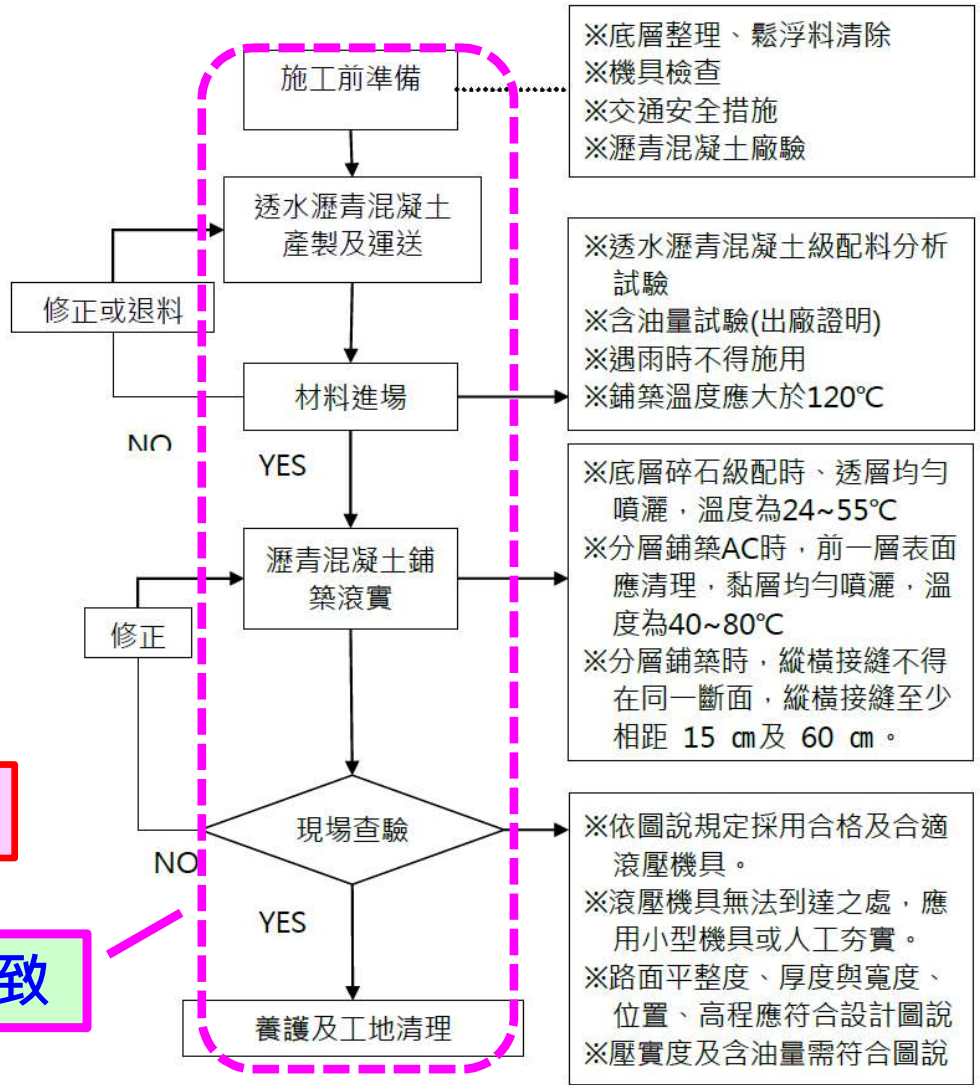 施工前準備
※底層整理、鬆浮料清除
※機具檢查
※交通安全措施
※瀝青混凝土廠驗
透水瀝青混凝土
產製及運送
修正或退料
材料進場
NO
YES
※透水瀝青混凝土級配料分析
試驗
※含油量試驗(出廠證明)
※遇雨時不得施用
※鋪築溫度應大於120℃
瀝青混凝土鋪
築滾實
修正
※底層碎石級配時、透層均勻
噴灑，溫度為24~55℃
※分層鋪築AC時，前一層表面
應清理，黏層均勻噴灑，溫
度為40~80℃
※分層鋪築時，縱橫接縫不得
在同一斷面，縱橫接縫至少
相距 15 ㎝及 60 ㎝。
現場查驗
NO
YES
※依圖說規定採用合格及合適
滾壓機具。
※滾壓機具無法到達之處，應
用小型機具或人工夯實。
※路面平整度、厚度與寬度、
位置、高程應符合設計圖說
※壓實度及含油量需符合圖說
致
養護及工地清理